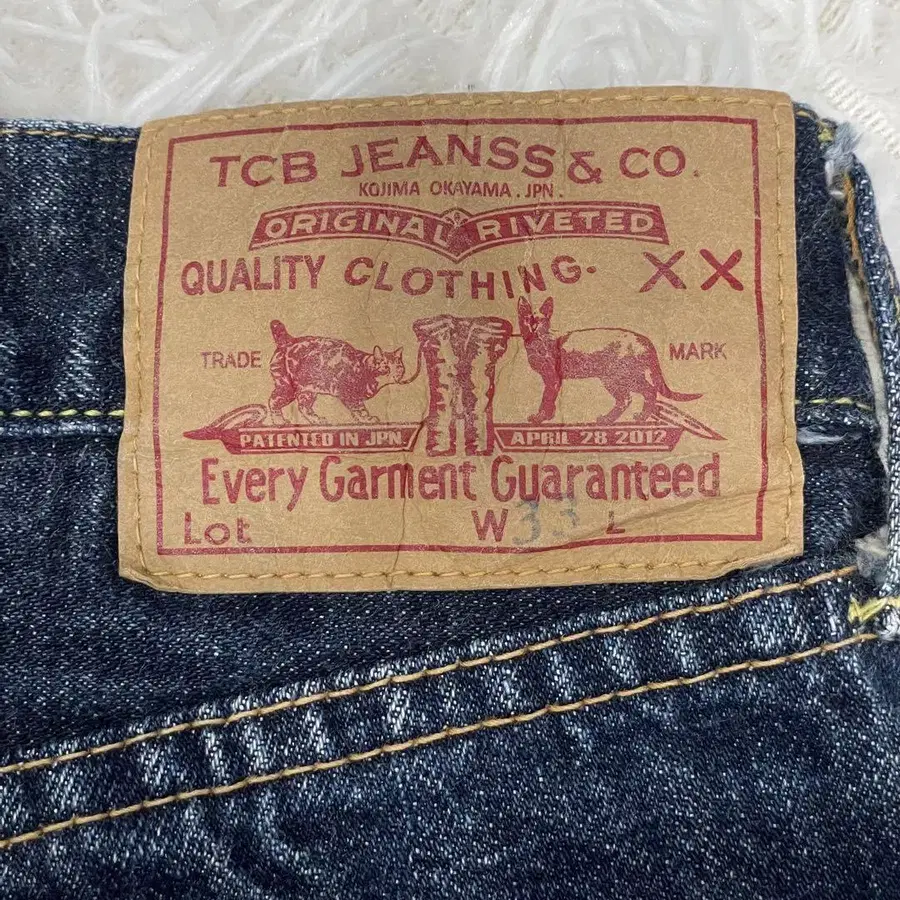 TCB JEANSS & CO.
KOJIMA OKAYAMA. JPN.
ORIGINAL RIVETED
QUALITY CLOTHING. XX
TRADE MARK
PATENTED IN JPN. APRIL 28 2012
Every Garment Guaranteed
Lot W 33 L